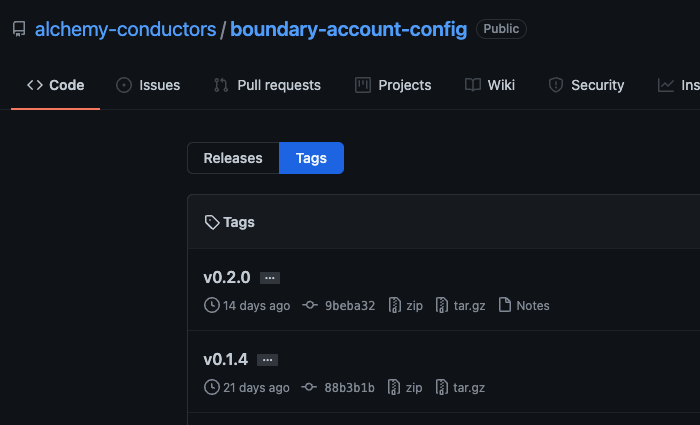 alchemy-conductors / boundary-account-config Public
Code Issues Pull requests Projects Wiki Security Ins
Releases Tags
Tags
v0.2.0 ...
14 days ago 9beba32 zip tar.gz Notes
v0.1.4 ...
21 days ago 88b3b1b zip tar.gz